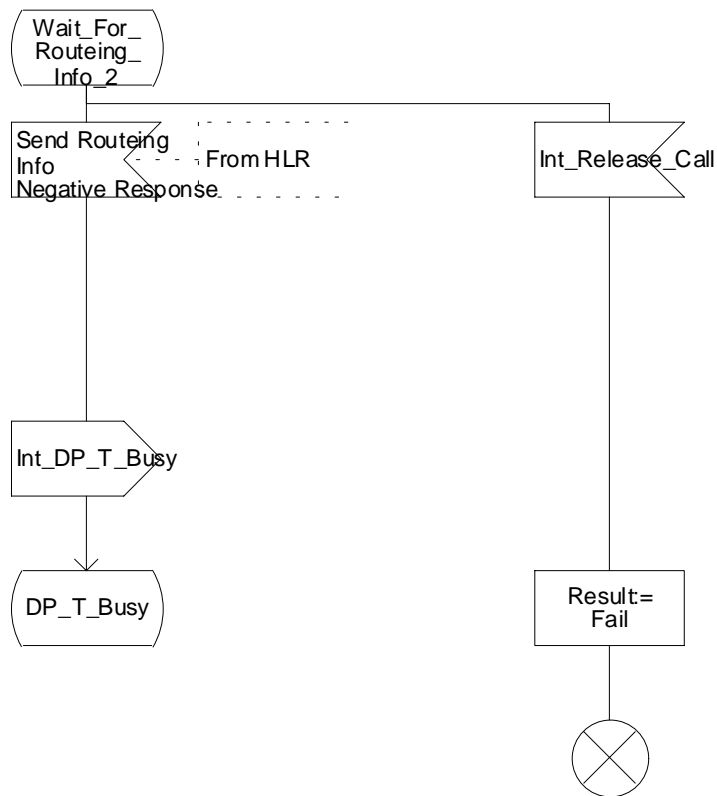 Wait_For_
Routeing_
Info_2
Send Routeing
Info
Negative Response
From HLR
Int_Release_Call
Int_DP_T_Busy
DP_T_Busy
Result:=
Fail